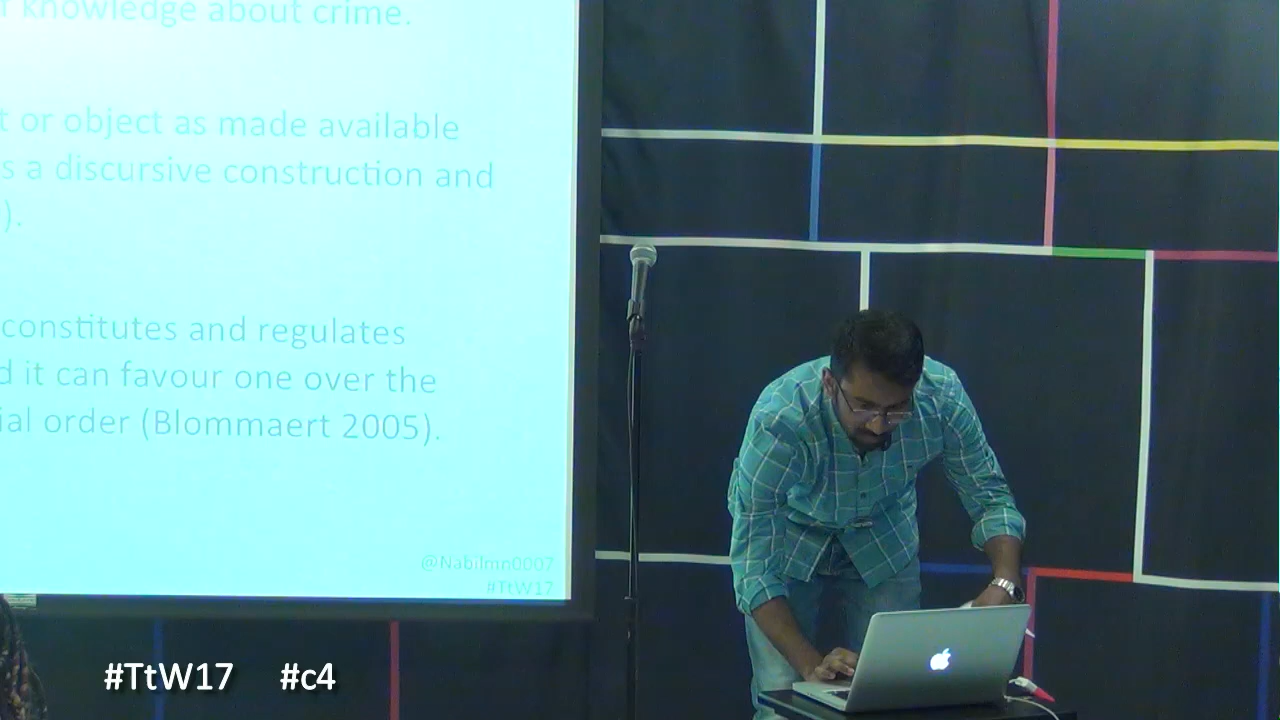 f knowledge about crime.
t or object as made available
s a discursive construction and
).
constitutes and regulates
d it can favour one over the
ial order (Blommaert 2005).
@Nabilmn0007
#TtW17
#TtW17 #c4